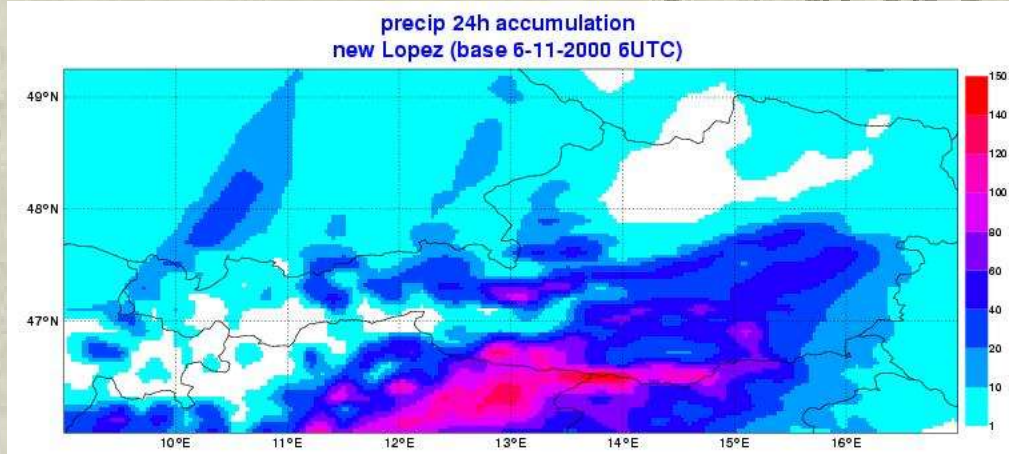 precip 24h accumulation
new Lopez (base 6-11-2000 6UTC)
150
49°N
140
120
100
48°N
80
60
40
47°N
20
10
1
10°E
11°E
12°E
13°E
14°E
15°E
16°E